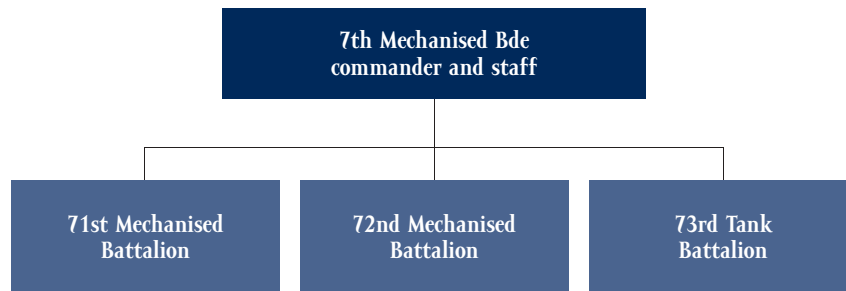 7th Mechanised Bde
commander and staff
71st Mechanised
Battalion
72nd Mechanised
Battalion
73rd Tank
Battalion